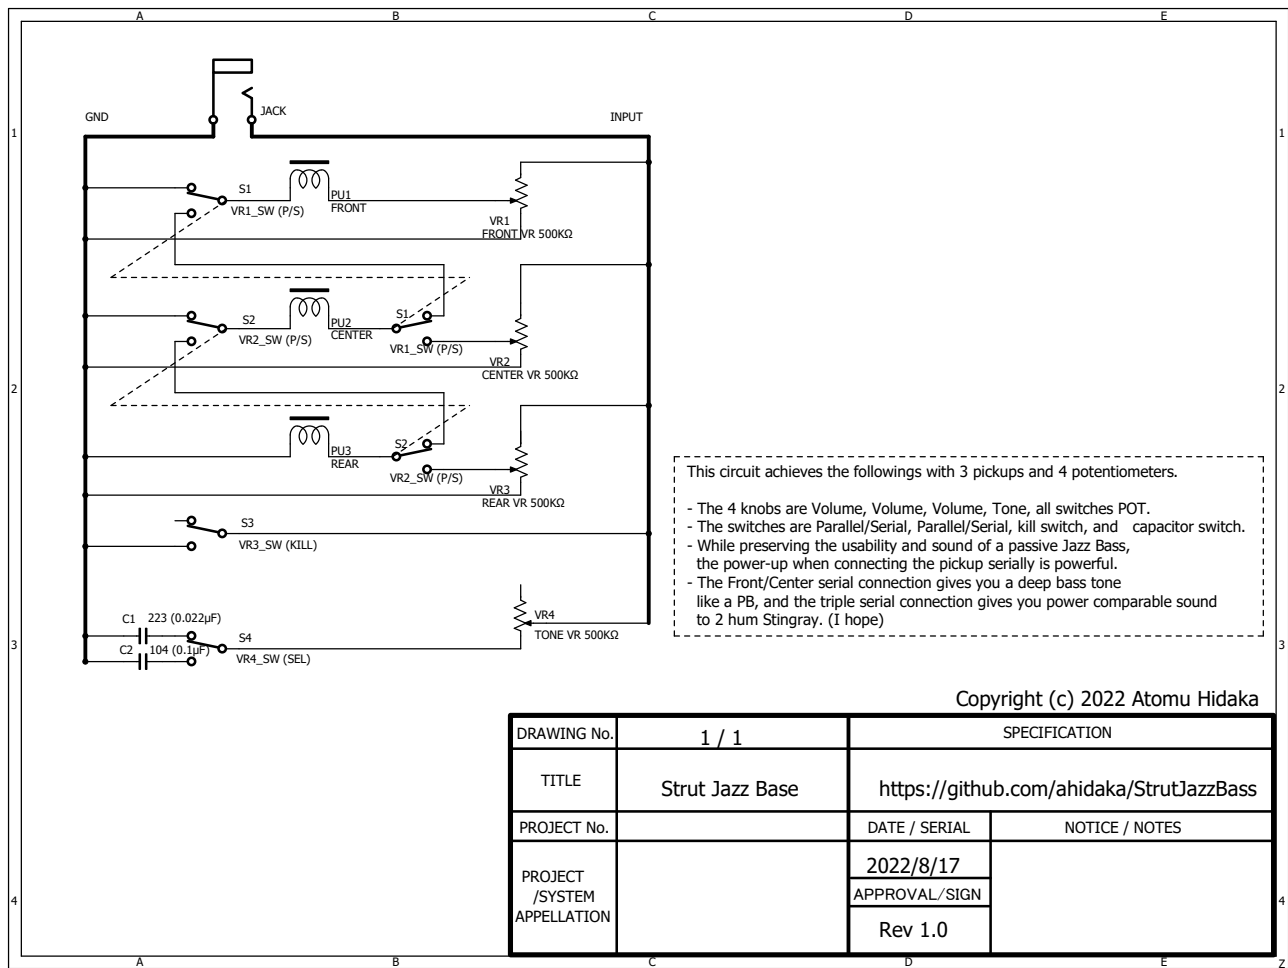 A B C D E
GND
JACK
INPUT
1 1
S1
VR1_SW (P/S)
PU1
FRONT
VR1
FRONT VR 500KΩ
S2
VR2_SW (P/S)
PU2
CENTER
S1
VR1_SW (P/S)
VR2
CENTER VR 500KΩ
2 2
PU3
REAR
S2
VR2_SW (P/S)
VR3
REAR VR 500KΩ
S3
VR3_SW (KILL)
This circuit achieves the followings with 3 pickups and 4 potentiometers.
- The 4 knobs are Volume, Volume, Volume, Tone, all switches POT.
- The switches are Parallel/Serial, Parallel/Serial, kill switch, and capacitor switch.
- While preserving the usability and sound of a passive Jazz Bass,
the power-up when connecting the pickup serially is powerful.
- The Front/Center serial connection gives you a deep bass tone
like a PB, and the triple serial connection gives you power comparable sound
to 2 hum Stingray. (I hope)
C1 223 (0.022μF)
C2 104 (0.1μF)
S4
VR4_SW (SEL)
VR4
TONE VR 500KΩ
3 3
Copyright (c) 2022 Atomu Hidaka
DRAWING No. 1 / 1 SPECIFICATION
TITLE Strut Jazz Base https://github.com/ahidaka/StrutJazzBass
PROJECT No. DATE / SERIAL NOTICE / NOTES
PROJECT
/SYSTEM
APPELLATION
2022/8/17
APPROVAL/SIGN
Rev 1.0
4 4
A B C D E Z